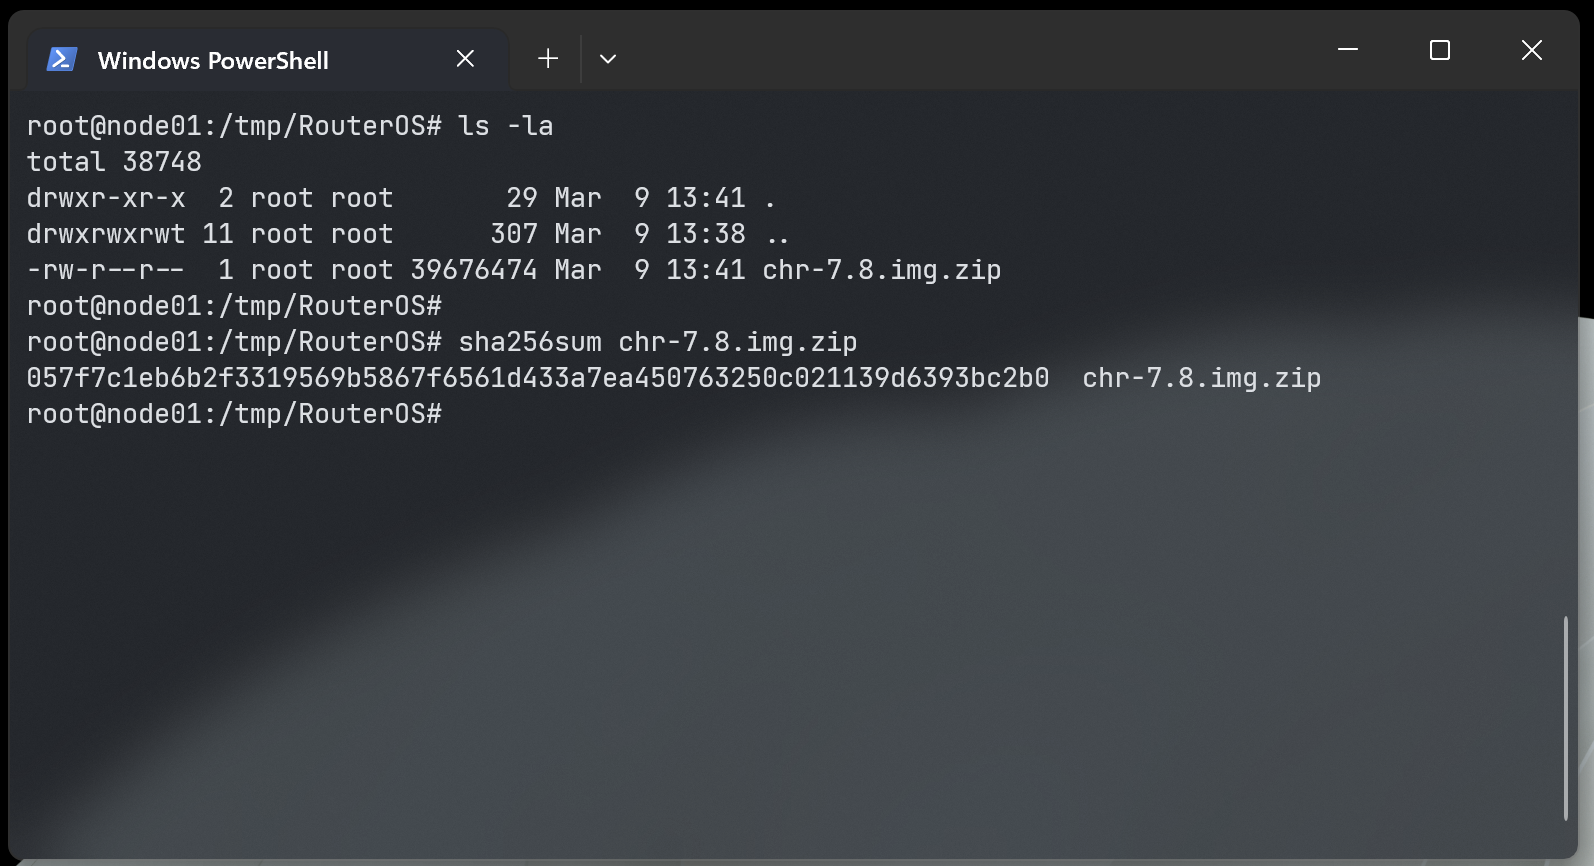 Windows PowerShell
root@node01:/tmp/RouterOS# ls -la
total 38748
drwxr-xr-x  2 root root       29 Mar  9 13:41 .
drwxrwxrwt 11 root root      307 Mar  9 13:38 ..
-rw-r--r--  1 root root 39676474 Mar  9 13:41 chr-7.8.img.zip
root@node01:/tmp/RouterOS#
root@node01:/tmp/RouterOS# sha256sum chr-7.8.img.zip
057f7c1eb6b2f3319569b5867f6561d433a7ea450763250c021139d6393bc2b0  chr-7.8.img.zip
root@node01:/tmp/RouterOS#